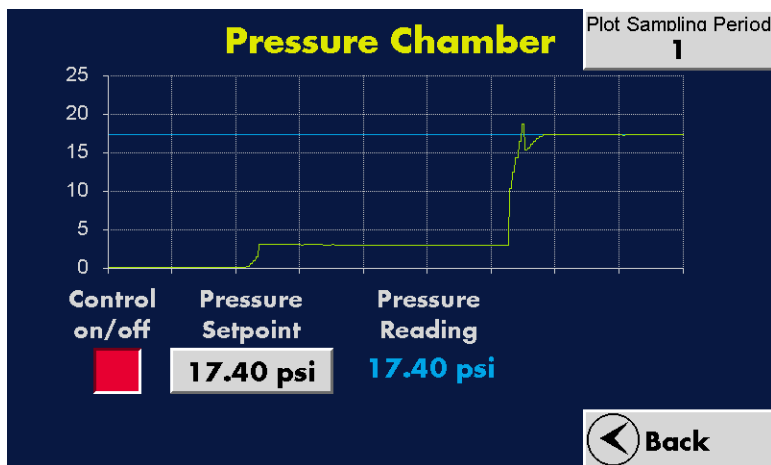 Pressure Chamber
Plot Sampling Period
1
25
20
15
10
5
0
Control
on/off
Pressure
Setpoint
17.40 psi
Pressure
Reading
17.40 psi
Back